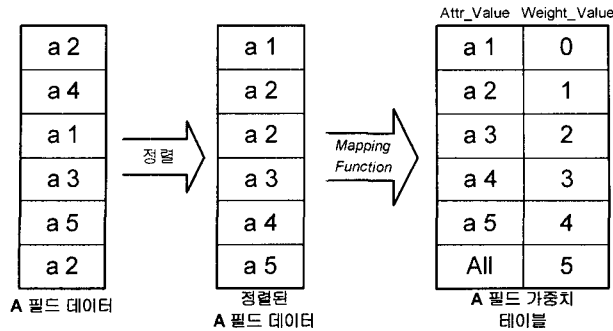 Attr_Value Weight_Value
a 2
a 4
a 1
a 3
a 5
a 2
A 필드 데이터
정렬
a 1
a 2
a 2
a 3
a 4
a 5
정렬된
A 필드 데이터
Mapping
Function
a 1 0
a 2 1
a 3 2
a 4 3
a 5 4
All 5
A 필드 가중치
테이블